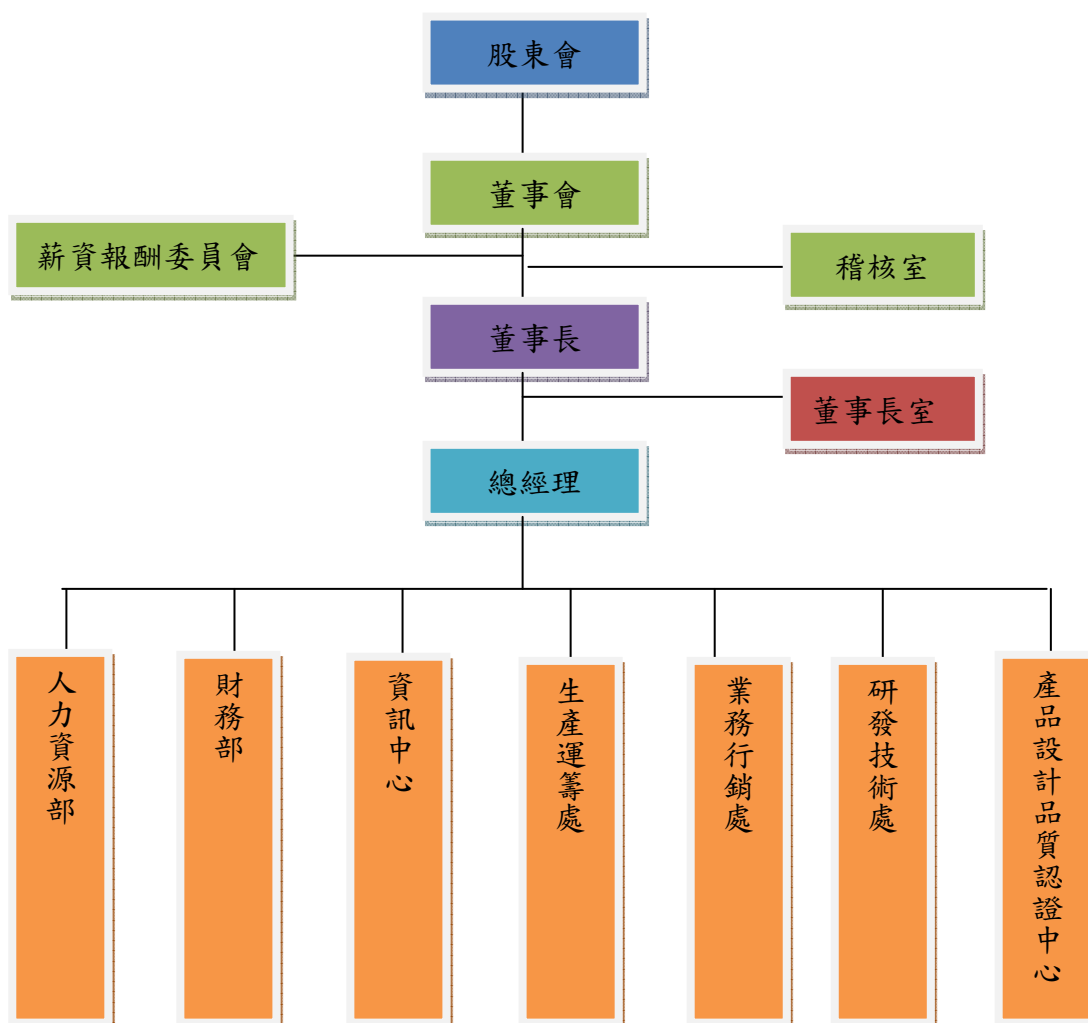 股東會
董事會
薪資報酬委員會
稽核室
董事長
董事長室
總經理
人力資源部
財務部
資訊中心
生產運籌處
業務行銷處
研發技術處
產品設計品質認證中心